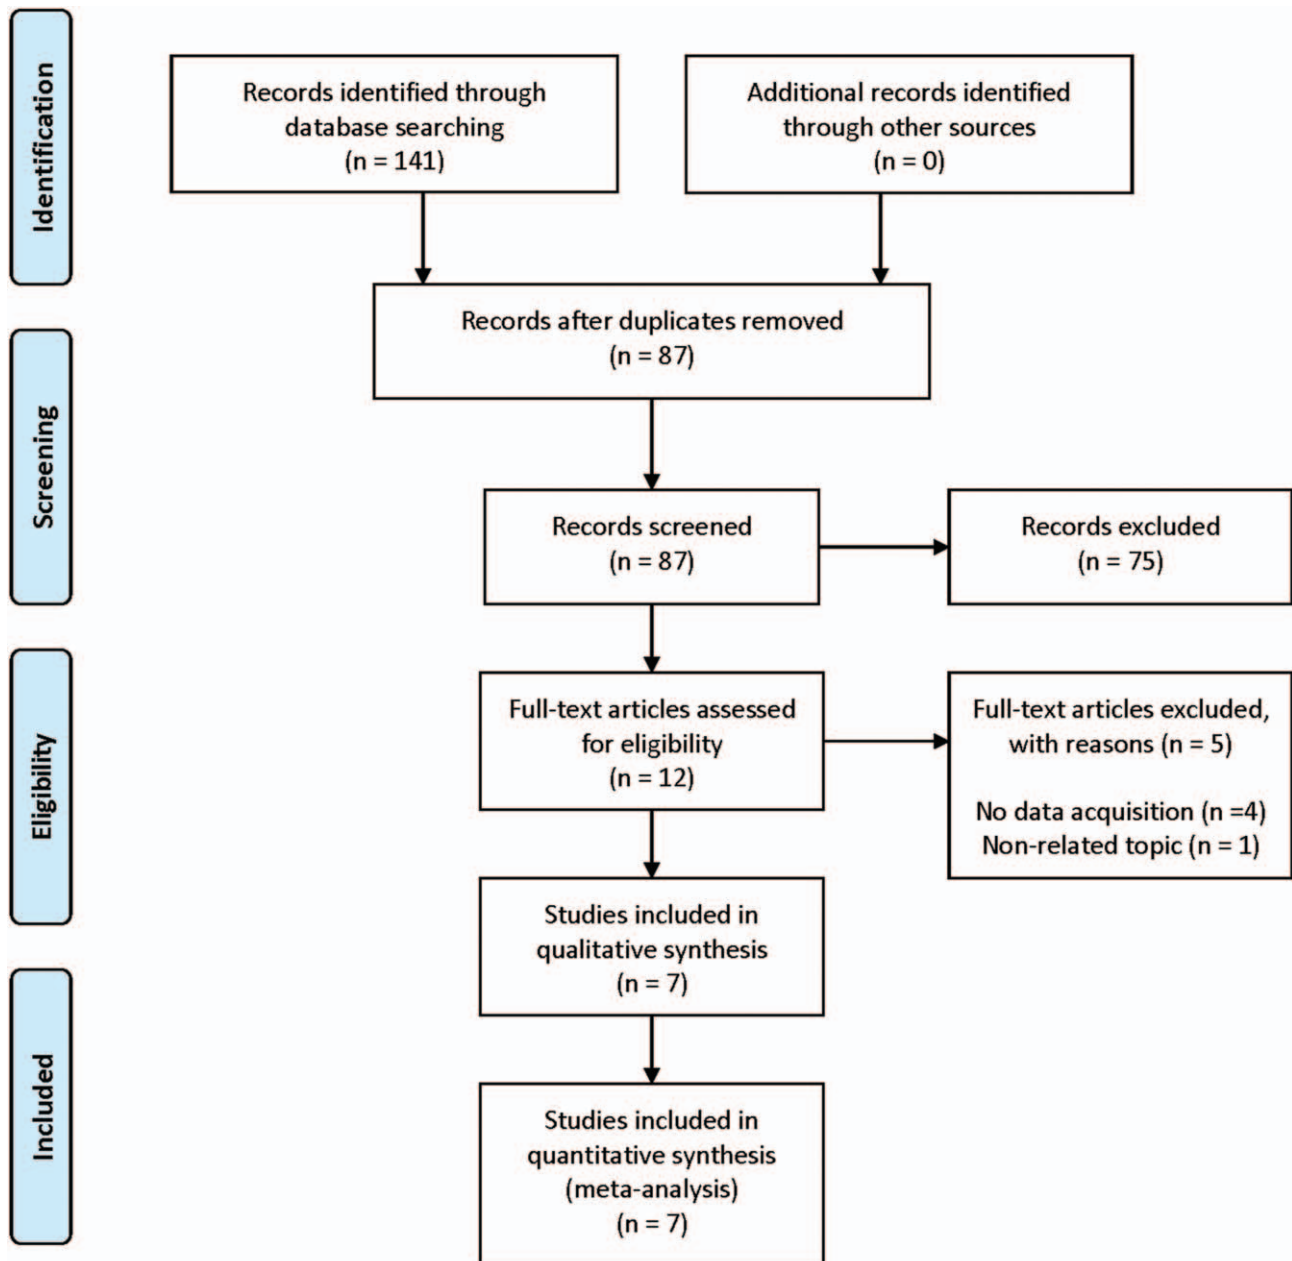 Identification
Records identified through
database searching
(n = 141)
Additional records identified
through other sources
(n = 0)
Records after duplicates removed
(n = 87)
Screening
Records screened
(n = 87)
Records excluded
(n = 75)
Eligibility
Full-text articles assessed
for eligibility
(n = 12)
Full-text articles excluded,
with reasons (n = 5)
No data acquisition (n =4)
Non-related topic (n = 1)
Studies included in
qualitative synthesis
(n = 7)
Included
Studies included in
quantitative synthesis
(meta-analysis)
(n = 7)